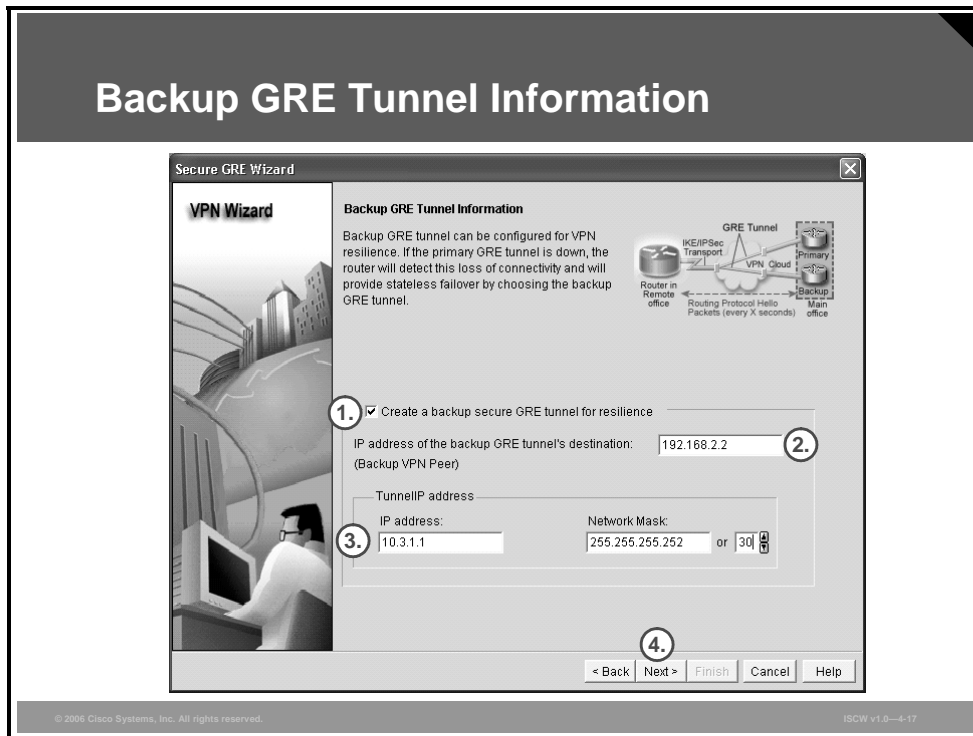 Backup GRE Tunnel Information
Secure GRE Wizard
VPN Wizard
Backup GRE Tunnel Information
Backup GRE tunnel can be configured for VPN
resilience. If the primary GRE tunnel is down, the
router will detect this loss of connectivity and will
provide stateless failover by choosing the backup
GRE tunnel.
GRE Tunnel
IKE/IPSec
Transport
Primary
VPN Cloud
Backup
Router in
Remote
office
Routing Protocol Hello
Packets (every X seconds)
Main
office
1.
Create a backup secure GRE tunnel for resilience
IP address of the backup GRE tunnel's destination:
192.168.2.2
2.
(Backup VPN Peer)
TunnelIP address
IP address:
Network Mask:
3.
10.3.1.1
255.255.255.252
or
30
4.
< Back
Next >
Finish
Cancel
Help
© 2006 Cisco Systems, Inc. All rights reserved.
ISCW v1.0—4-17